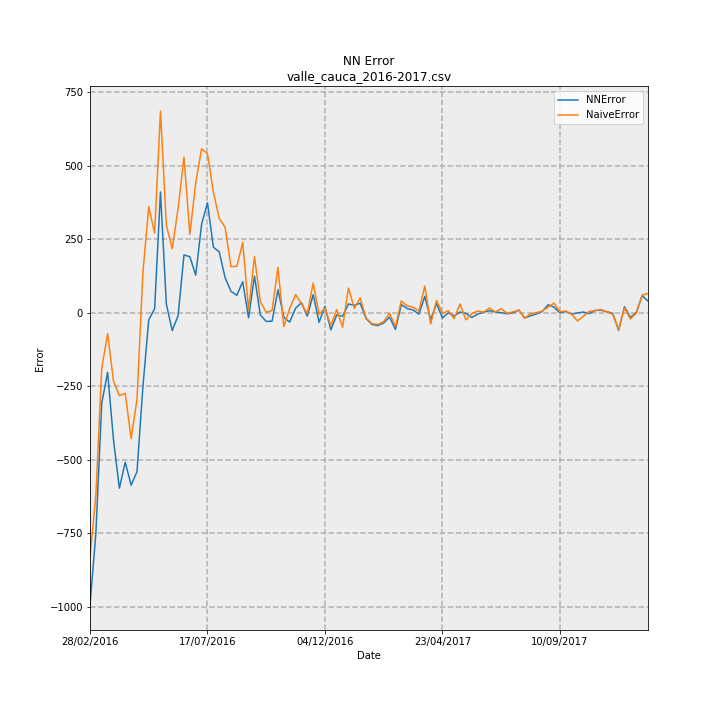 NN Error
valle_cauca_2016-2017.csv
NNError
NaiveError
750
500
250
0
−250
−500
−750
−1000
Error
28/02/2016
17/07/2016
04/12/2016
23/04/2017
10/09/2017
Date